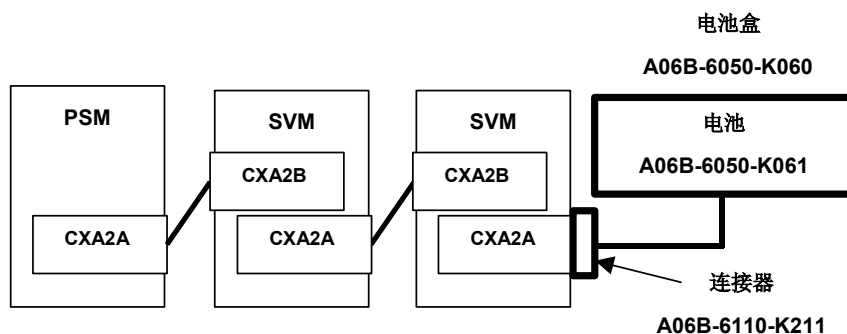 电池盒
A06B-6050-K060
PSM
SVM
SVM
电池
A06B-6050-K061
CXA2B
CXA2B
CXA2A
CXA2A
CXA2A
连接器
A06B-6110-K211